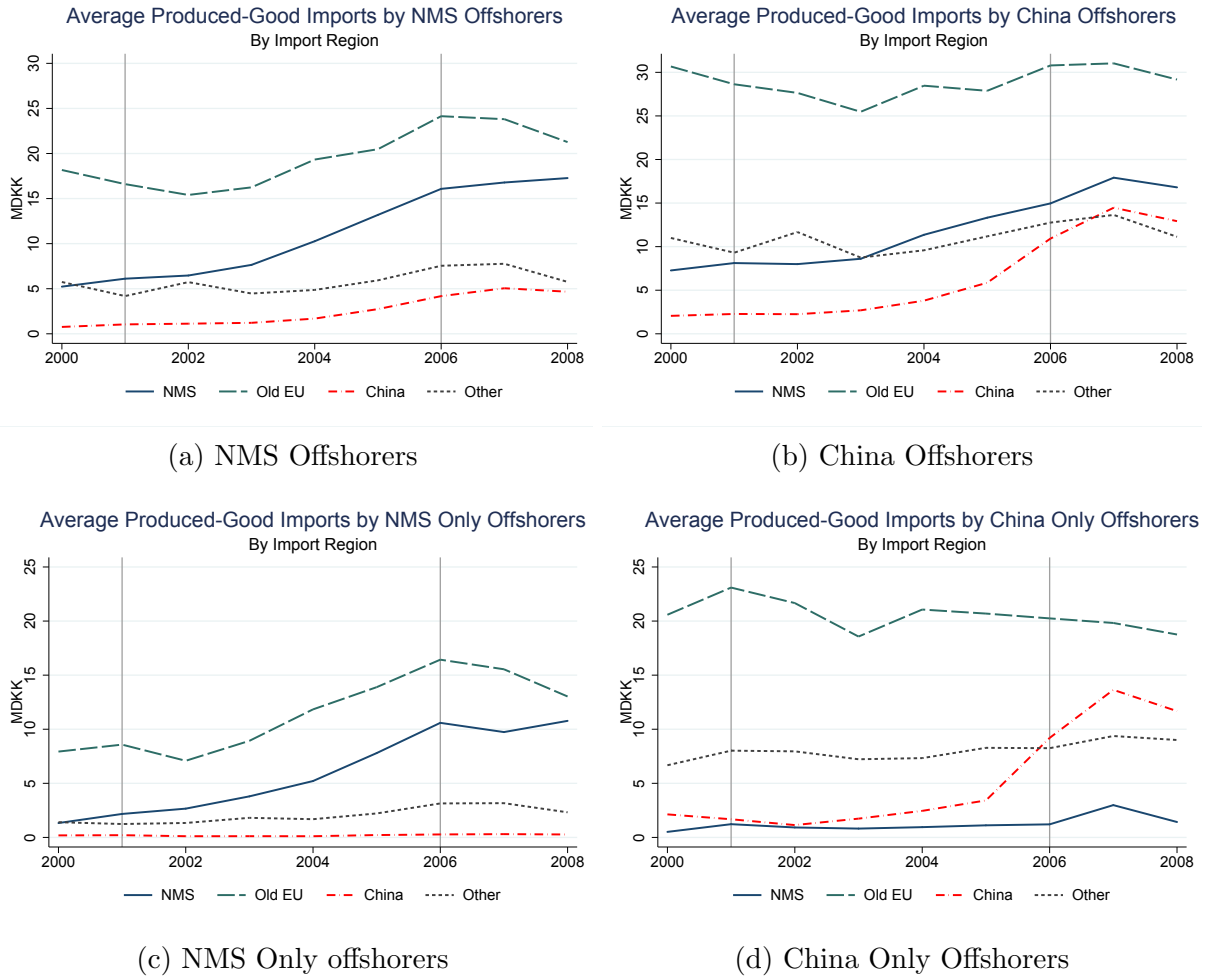 Average Produced-Good Imports by NMS Offshorers
By Import Region
MDKK
0 5 10 15 20 25 30
2000 2002 2004 2006 2008
NMS Old EU China Other
(a) NMS Offshorers
Average Produced-Good Imports by China Offshorers
By Import Region
MDKK
0 5 10 15 20 25 30
2000 2002 2004 2006 2008
NMS Old EU China Other
(b) China Offshorers
Average Produced-Good Imports by NMS Only Offshorers
By Import Region
MDKK
0 5 10 15 20 25
2000 2002 2004 2006 2008
NMS Old EU China Other
(c) NMS Only offshorers
Average Produced-Good Imports by China Only Offshorers
By Import Region
MDKK
0 5 10 15 20 25
2000 2002 2004 2006 2008
NMS Old EU China Other
(d) China Only Offshorers